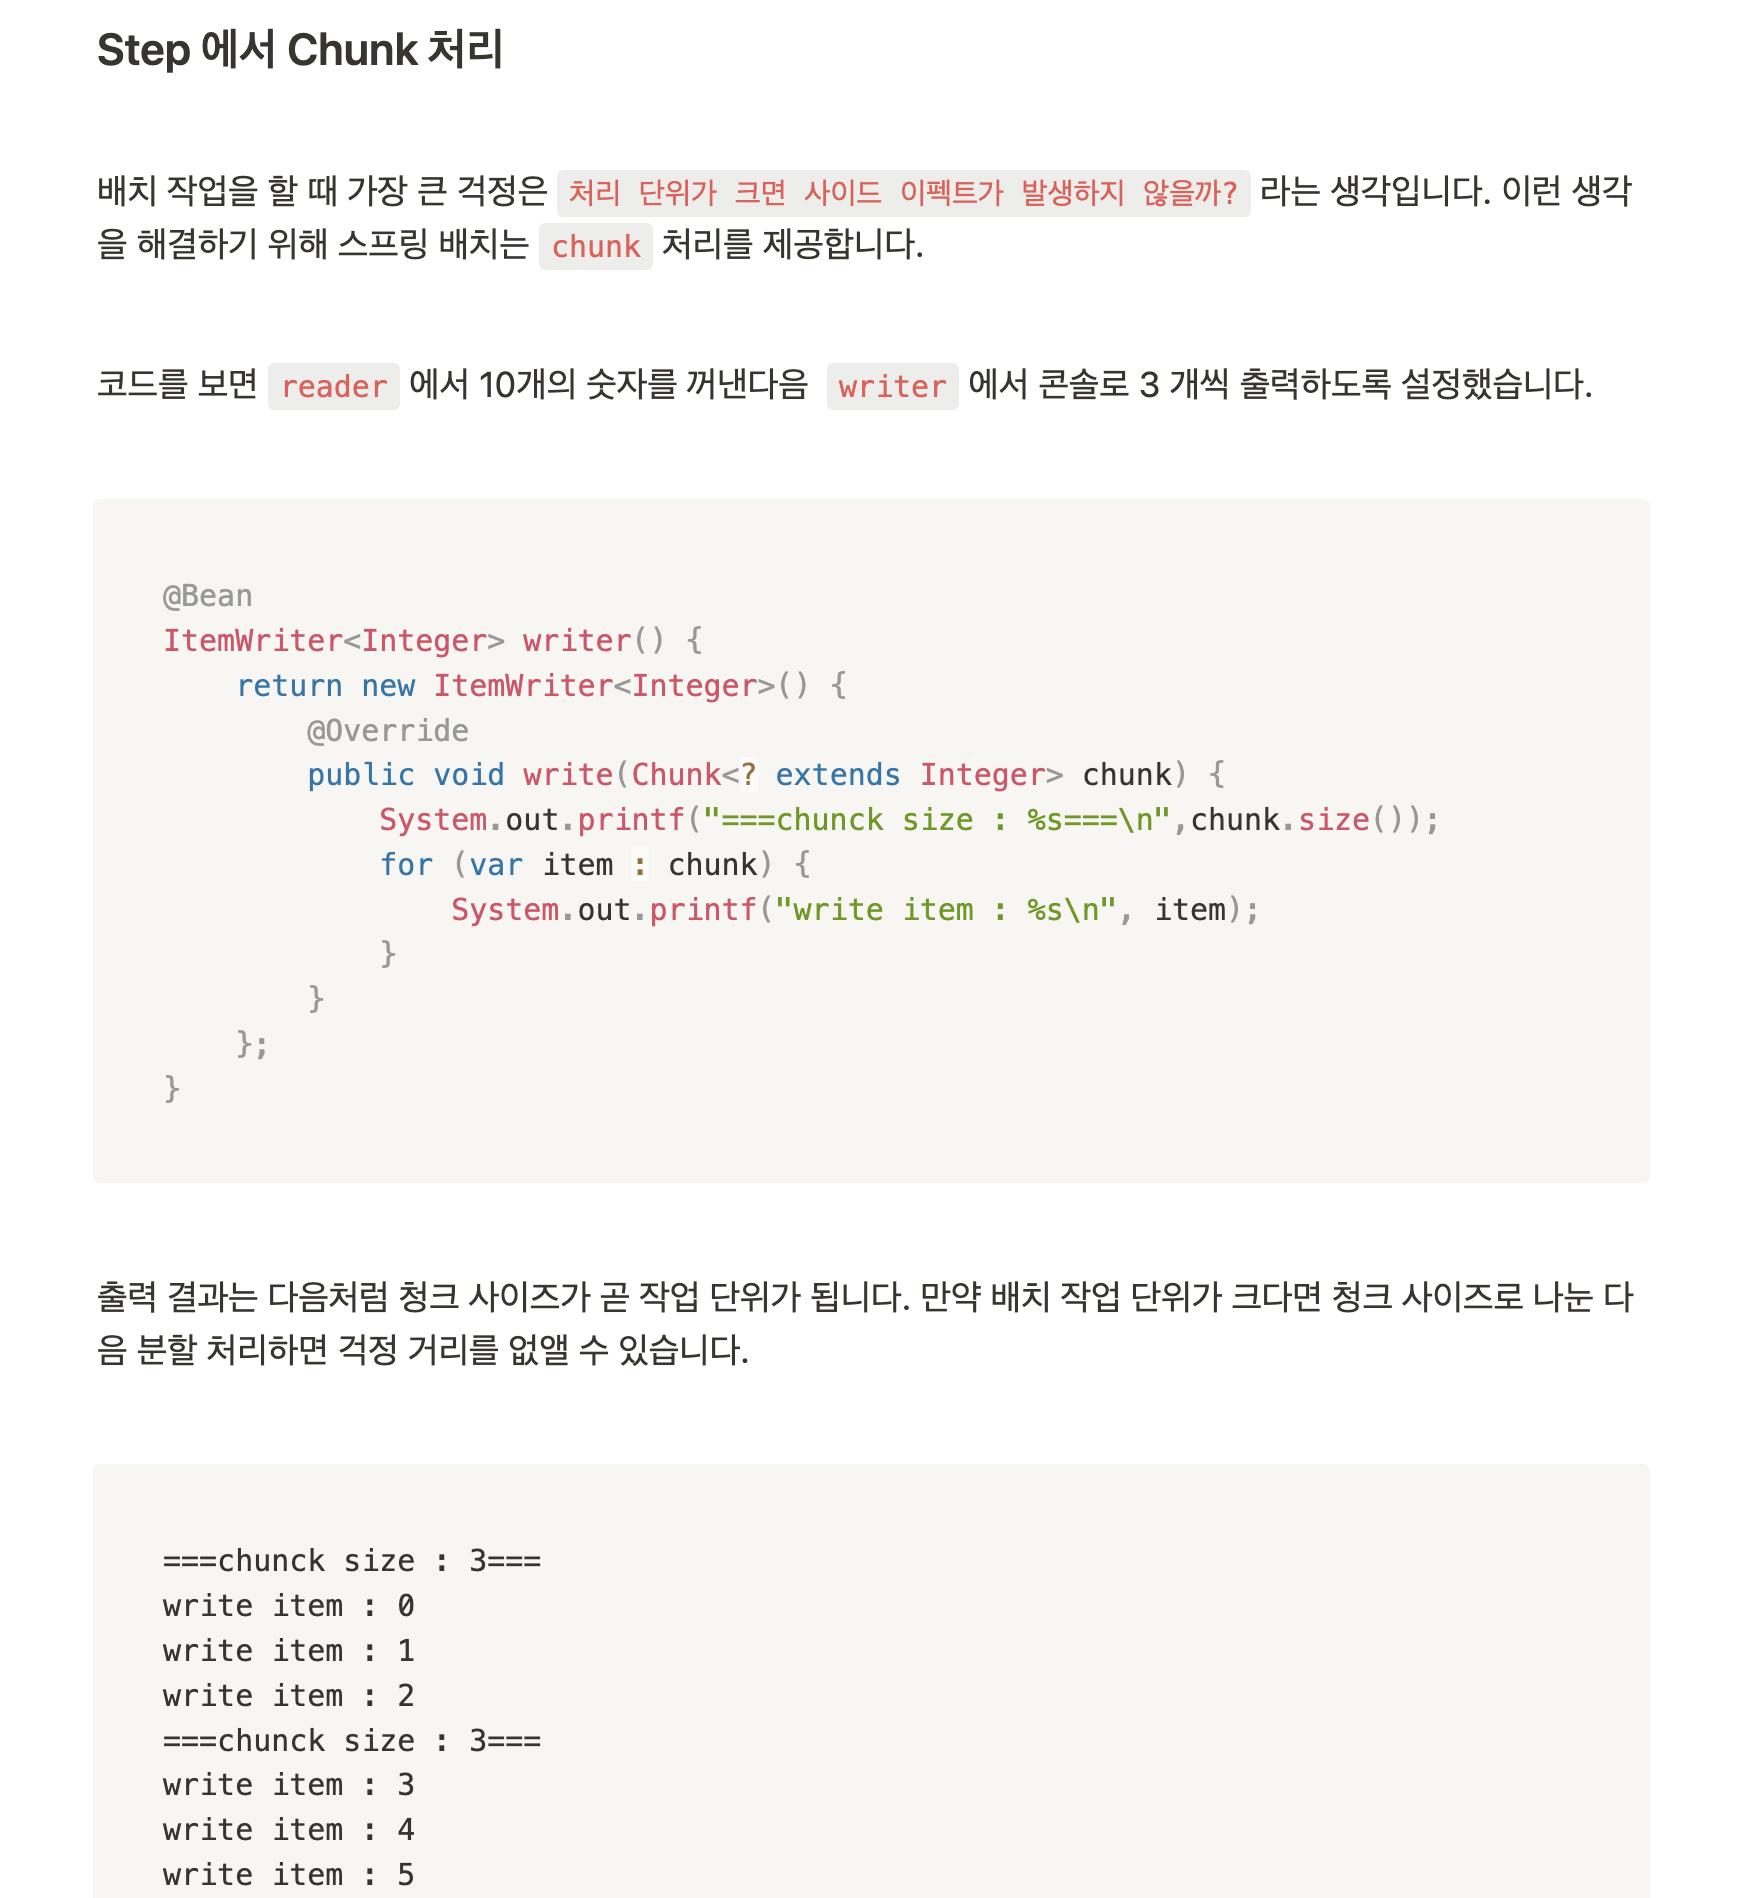 Step 에서 Chunk 처리
배치 작업을 할 때 가장 큰 걱정은 처리 단위가 크면 사이드 이펙트가 발생하지 않을까? 라는 생각입니다. 이런 생각
을 해결하기 위해 스프링 배치는 chunk 처리를 제공합니다.
코드를 보면 reader 에서 10개의 숫자를 꺼낸다음 writer 에서 콘솔로 3 개씩 출력하도록 설정했습니다.
@Bean
ItemWriter<Integer> writer() {
    return new ItemWriter<Integer>() {
        @Override
        public void write(Chunk<? extends Integer> chunk) {
            System.out.printf("===chunck size : %s===\n",chunk.size());
            for (var item : chunk) {
                System.out.printf("write item : %s\n", item);
            }
        }
    };
}
출력 결과는 다음처럼 청크 사이즈가 곧 작업 단위가 됩니다. 만약 배치 작업 단위가 크다면 청크 사이즈로 나눈 다
음 분할 처리하면 걱정 거리를 없앨 수 있습니다.
===chunck size : 3===
write item : 0
write item : 1
write item : 2
===chunck size : 3===
write item : 3
write item : 4
write item : 5